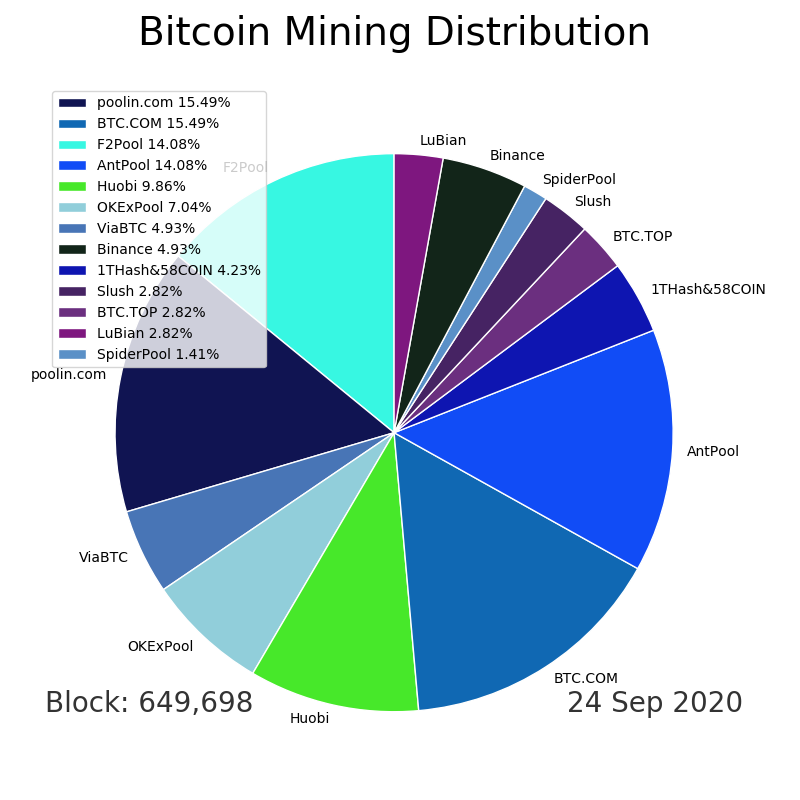 Bitcoin Mining Distribution
poolin.com 15.49%
BTC.COM 15.49%
F2Pool 14.08%
AntPool 14.08%
Huobi 9.86%
OKExPool 7.04%
ViaBTC 4.93%
Binance 4.93%
1THash&58COIN 4.23%
Slush 2.82%
BTC.TOP 2.82%
LuBian 2.82%
SpiderPool 1.41%
F2Pool
LuBian
Binance
SpiderPool
Slush
BTC.TOP
1THash&58COIN
poolin.com
AntPool
ViaBTC
OKExPool
BTC.COM
Huobi
Block: 649,698
24 Sep 2020